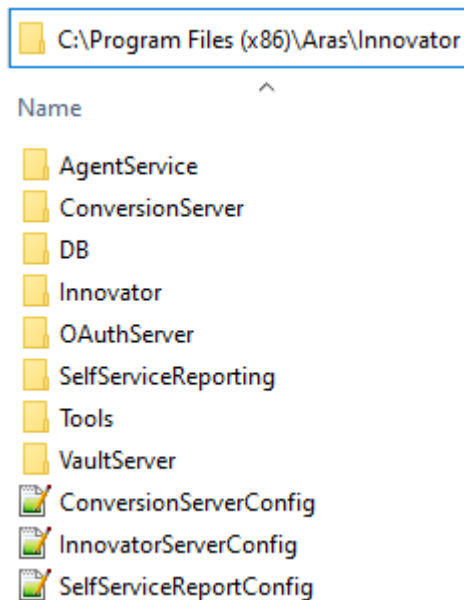 C:\Program Files (x86)\Aras\Innovator
Name
AgentService
ConversionServer
DB
Innovator
OAuthServer
SelfServiceReporting
Tools
VaultServer
ConversionServerConfig
InnovatorServerConfig
SelfServiceReportConfig